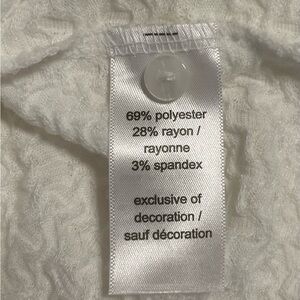 69% polyester
28% rayon /
rayonne
3% spandex
exclusive of
decoration /
sauf décoration